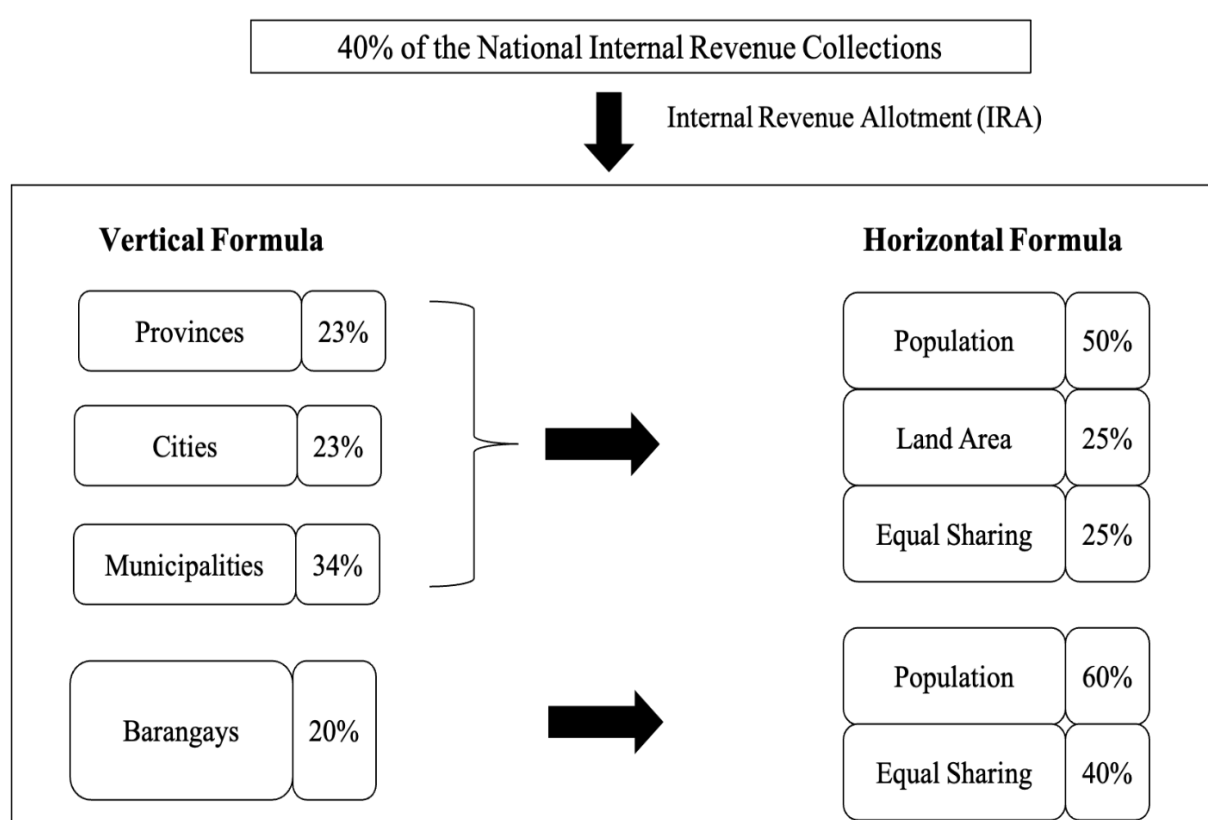 40% of the National Internal Revenue Collections
Internal Revenue Allotment (IRA)
Vertical Formula
Provinces 23%
Cities 23%
Municipalities 34%
Barangays 20%
Horizontal Formula
Population 50%
Land Area 25%
Equal Sharing 25%
Population 60%
Equal Sharing 40%